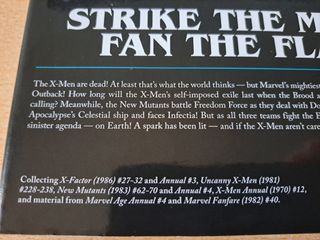 STRIKE THE M
FAN THE FLA
The X-Men are dead! At least that's what the world thinks — but Marvel's mightiest
Outback! How long will the X-Men's self-imposed exile last when the Brood a
calling? Meanwhile, the New Mutants battle Freedom Force as they deal with Do
Apocalypse's Celestial ship and faces Infectia! But as all three teams fight the E
sinister agenda — on Earth! A spark has been lit — and if the X-Men aren't care
Collecting X-Factor (1986) #27-32 and Annual #3, Uncanny X-Men (1981)
#228-238, New Mutants (1983) #62-70 and Annual #4, X-Men Annual (1970) #12,
and material from Marvel Age Annual #4 and Marvel Fanfare (1982) #40.